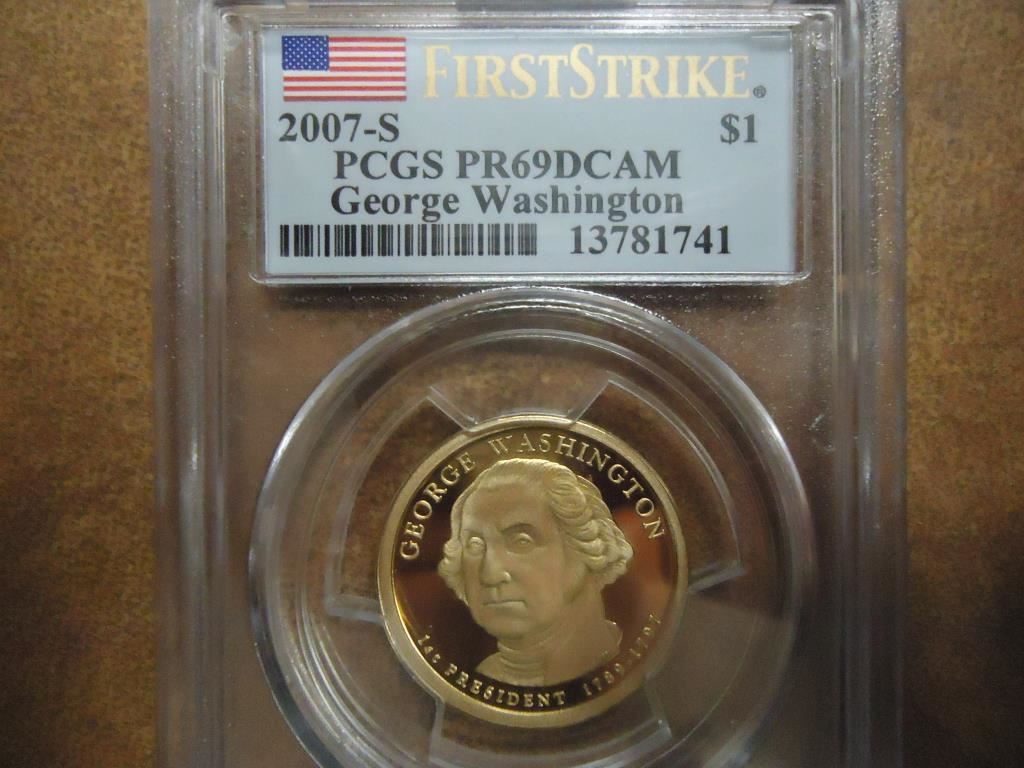 FIRSTSTRIKE®
2007-S $1
PCGS PR69DCAM
George Washington
13781741
GEORGE WASHINGTON
1st PRESIDENT 1789-1797